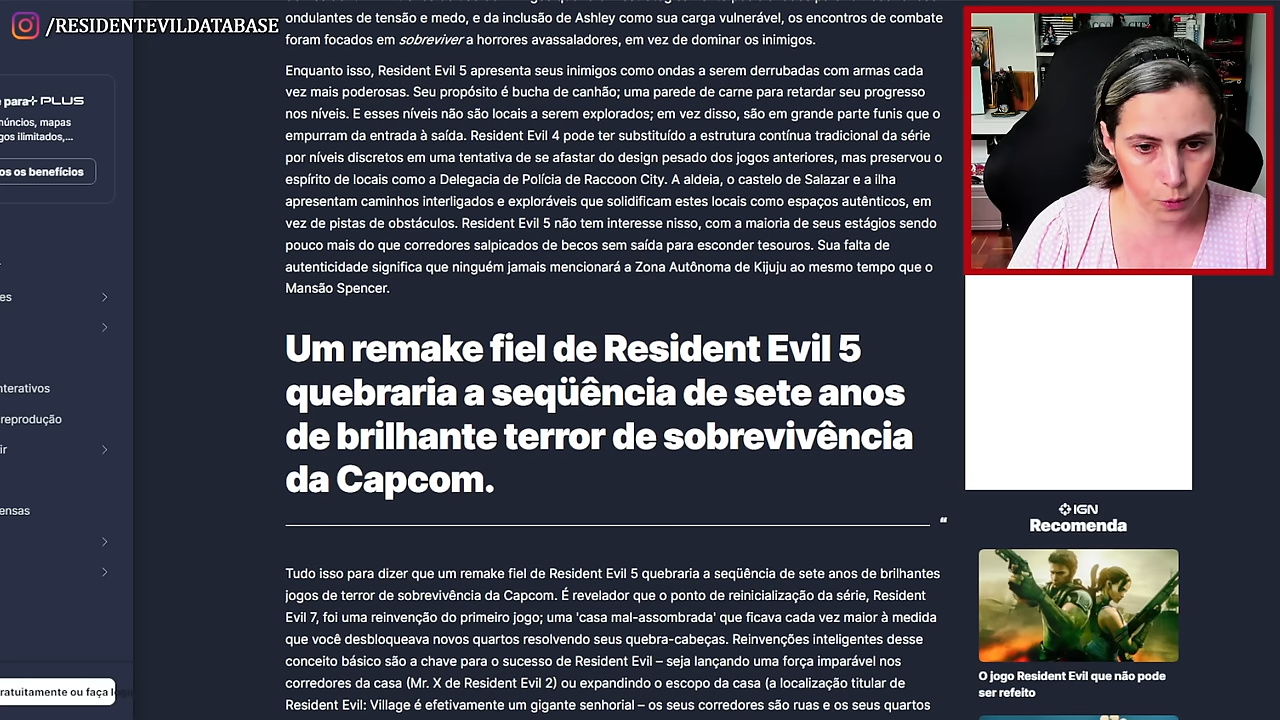 /RESIDENTEVILDATABASE
ondulantes de tensão e medo, e da inclusão de Ashley como sua carga vulnerável, os encontros de combate
foram focados em sobreviver a horrores avassaladores, em vez de dominar os inimigos.
Enquanto isso, Resident Evil 5 apresenta seus inimigos como ondas a serem derrubadas com armas cada
vez mais poderosas. Seu propósito é bucha de canhão; uma parede de carne para retardar seu progresso
nos níveis. E esses níveis não são locais a serem explorados; em vez disso, são em grande parte funis que o
empurram da entrada à saída. Resident Evil 4 pode ter substituído a estrutura contínua tradicional da série
por níveis discretos em uma tentativa de se afastar do design pesado dos jogos anteriores, mas preservou o
espírito de locais como a Delegacia de Polícia de Raccoon City. A aldeia, o castelo de Salazar e a ilha
apresentam caminhos interligados e exploráveis que solidificam estes locais como espaços autênticos, em
vez de pistas de obstáculos. Resident Evil 5 não tem interesse nisso, com a maioria de seus estágios sendo
pouco mais do que corredores salpicados de becos sem saída para esconder tesouros. Sua falta de
autenticidade significa que ninguém jamais mencionará a Zona Autônoma de Kijuju ao mesmo tempo que o
Mansão Spencer.
Um remake fiel de Resident Evil 5
quebraria a seqüência de sete anos
de brilhante terror de sobrevivência
da Capcom.
“
Tudo isso para dizer que um remake fiel de Resident Evil 5 quebraria a seqüência de sete anos de brilhantes
jogos de terror de sobrevivência da Capcom. É revelador que o ponto de reinicialização da série, Resident
Evil 7, foi uma reinvenção do primeiro jogo; uma 'casa mal-assombrada' que ficava cada vez maior à medida
que você desbloqueava novos quartos resolvendo seus quebra-cabeças. Reinvenções inteligentes desse
conceito básico são a chave para o sucesso de Resident Evil – seja lançando uma força imparável nos
corredores da casa (Mr. X de Resident Evil 2) ou expandindo o escopo da casa (a localização titular de
Resident Evil: Village é efetivamente um gigante senhorial – os seus corredores são ruas e os seus quartos
para PLUS
núncios, mapas
gos ilimitados,...
os os benefícios
es
nterativos
reprodução
ir
ensas
ratuitamente ou faça
IGN
Recomenda
O jogo Resident Evil que não pode
ser refeito